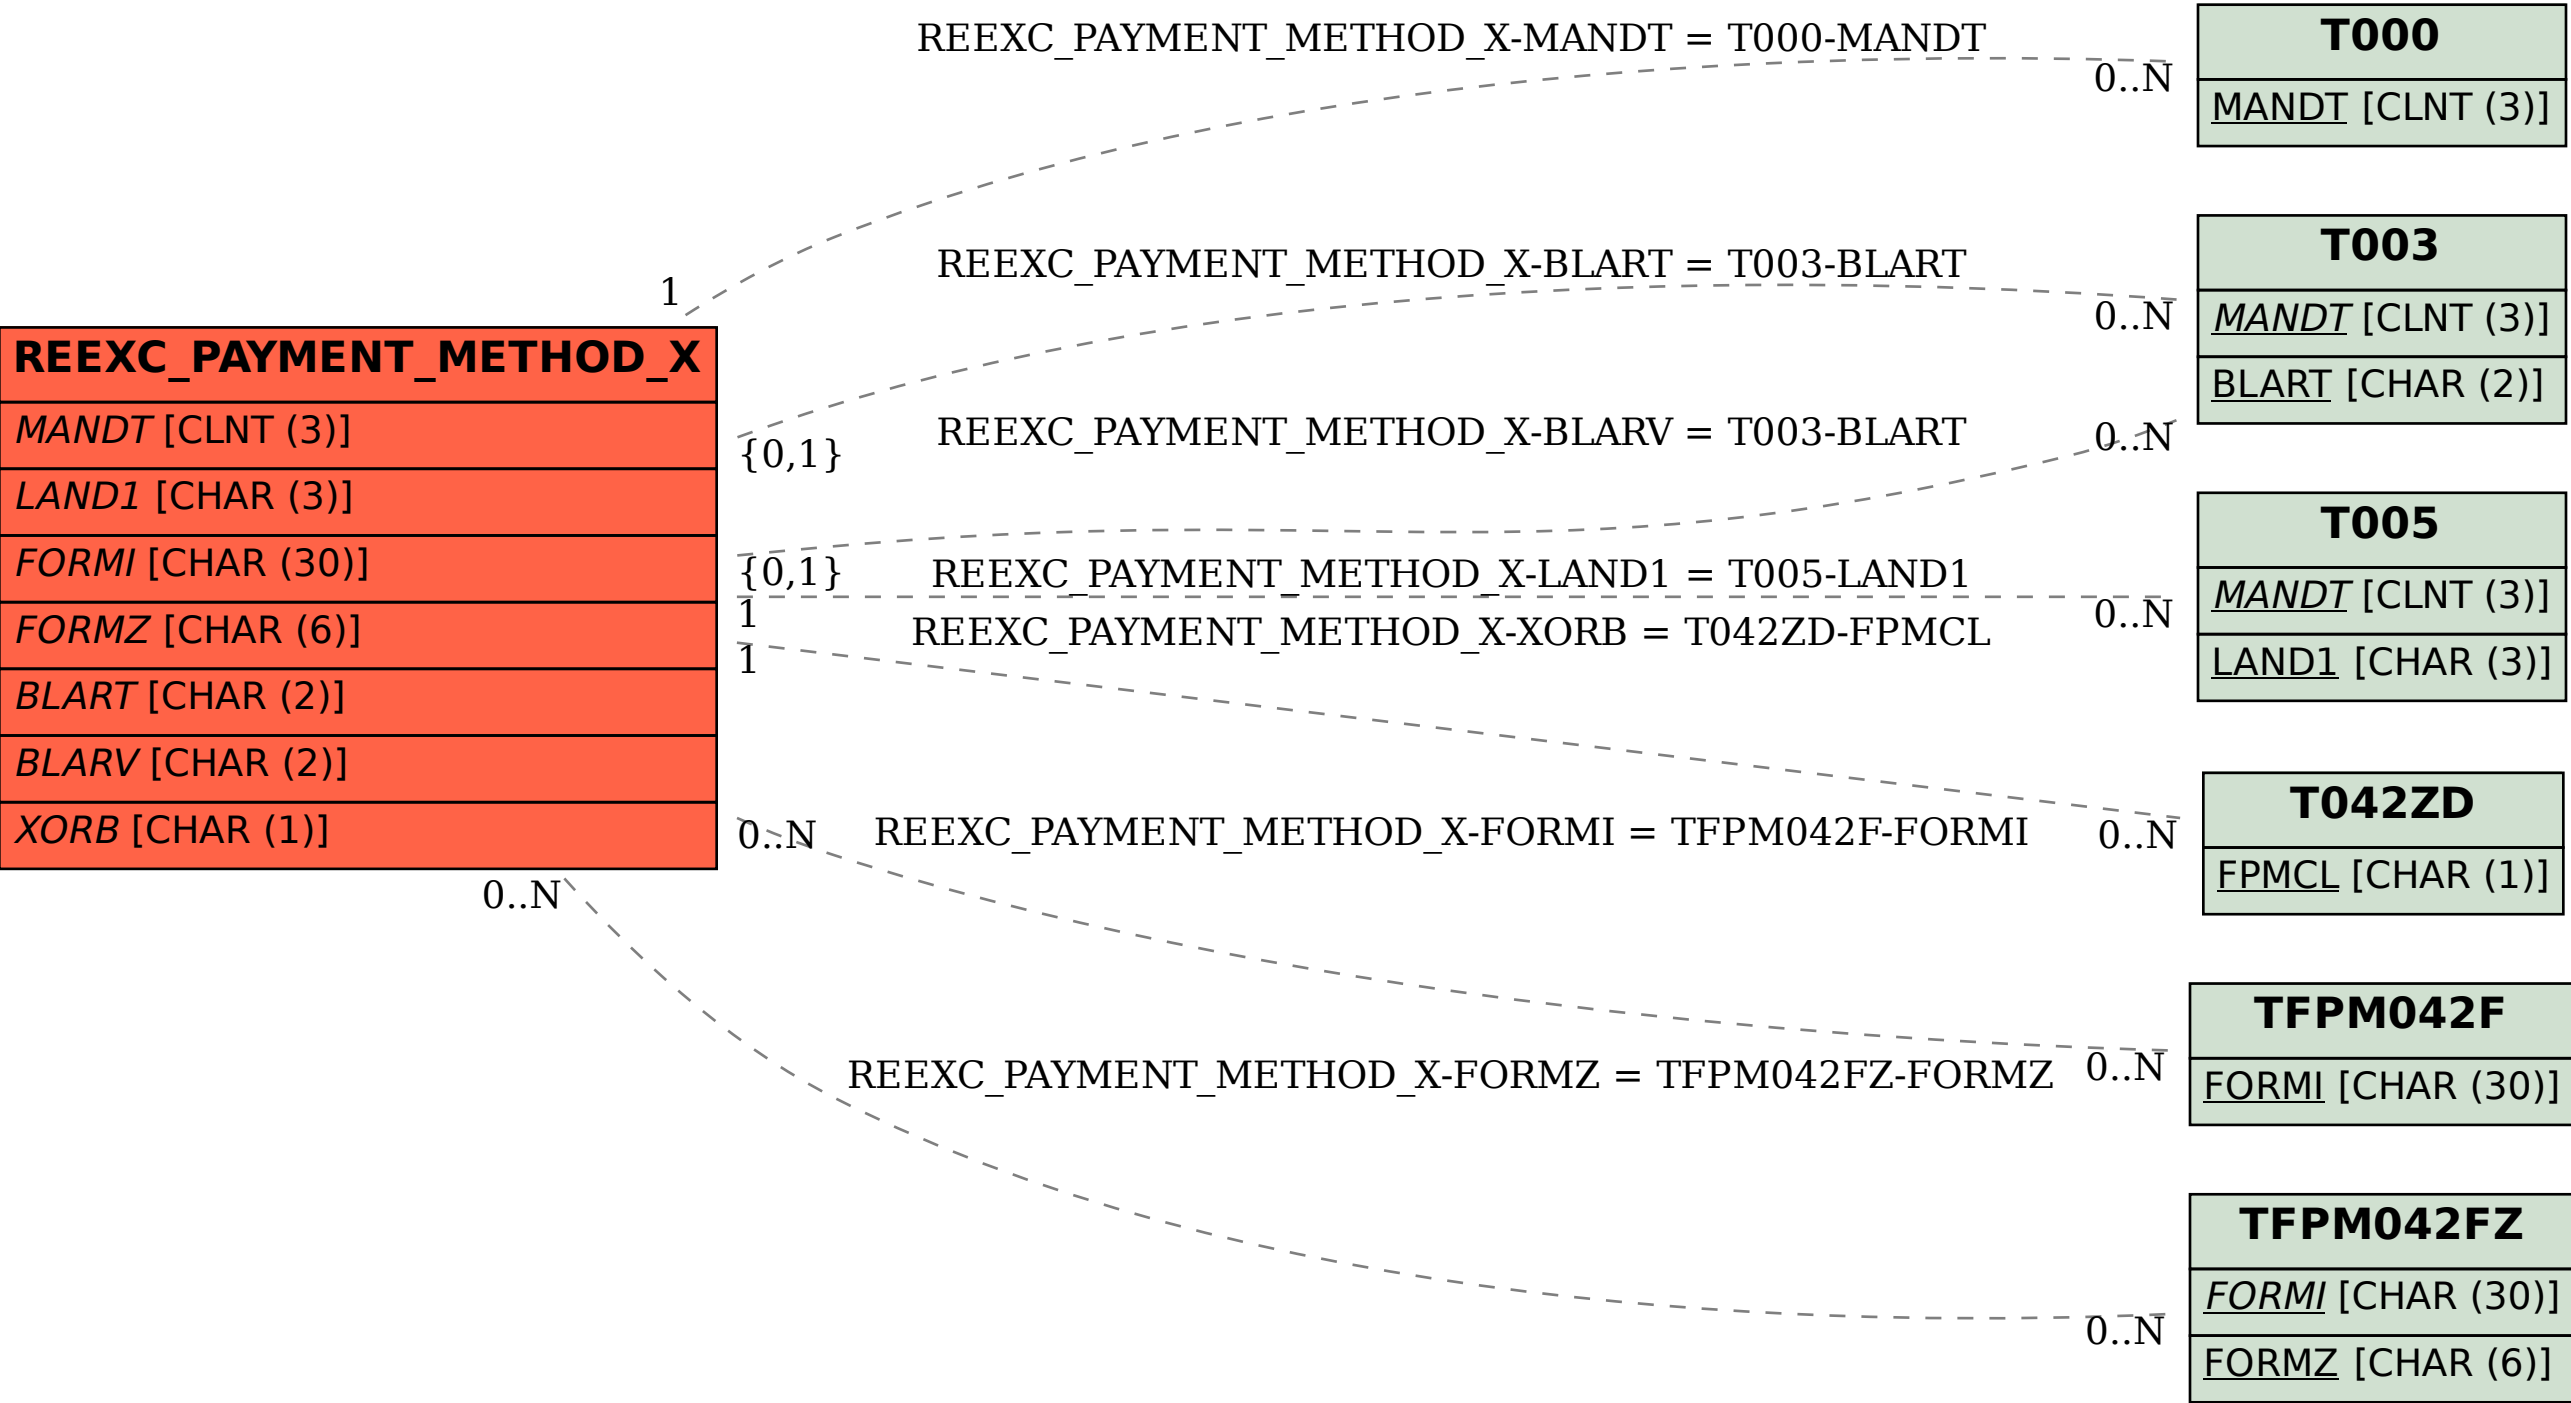 REEXC_PAYMENT_METHOD_X
MANDT [CLNT (3)]
LAND1 [CHAR (3)]
FORMI [CHAR (30)]
FORMZ [CHAR (6)]
BLART [CHAR (2)]
BLARV [CHAR (2)]
XORB [CHAR (1)]
REEXC_PAYMENT_METHOD_X-MANDT = T000-MANDT
1
0..N
REEXC_PAYMENT_METHOD_X-BLART = T003-BLART
{0,1}
0..N
REEXC_PAYMENT_METHOD_X-BLARV = T003-BLART
{0,1}
0..N
REEXC_PAYMENT_METHOD_X-LAND1 = T005-LAND1
1
0..N
REEXC_PAYMENT_METHOD_X-XORB = T042ZD-FPMCL
1
0..N
REEXC_PAYMENT_METHOD_X-FORMI = TFPM042F-FORMI
0..N
0..N
REEXC_PAYMENT_METHOD_X-FORMZ = TFPM042FZ-FORMZ
0..N
0..N
T000
MANDT [CLNT (3)]
T003
MANDT [CLNT (3)]
BLART [CHAR (2)]
T005
MANDT [CLNT (3)]
LAND1 [CHAR (3)]
T042ZD
FPMCL [CHAR (1)]
TFPM042F
FORMI [CHAR (30)]
TFPM042FZ
FORMI [CHAR (30)]
FORMZ [CHAR (6)]